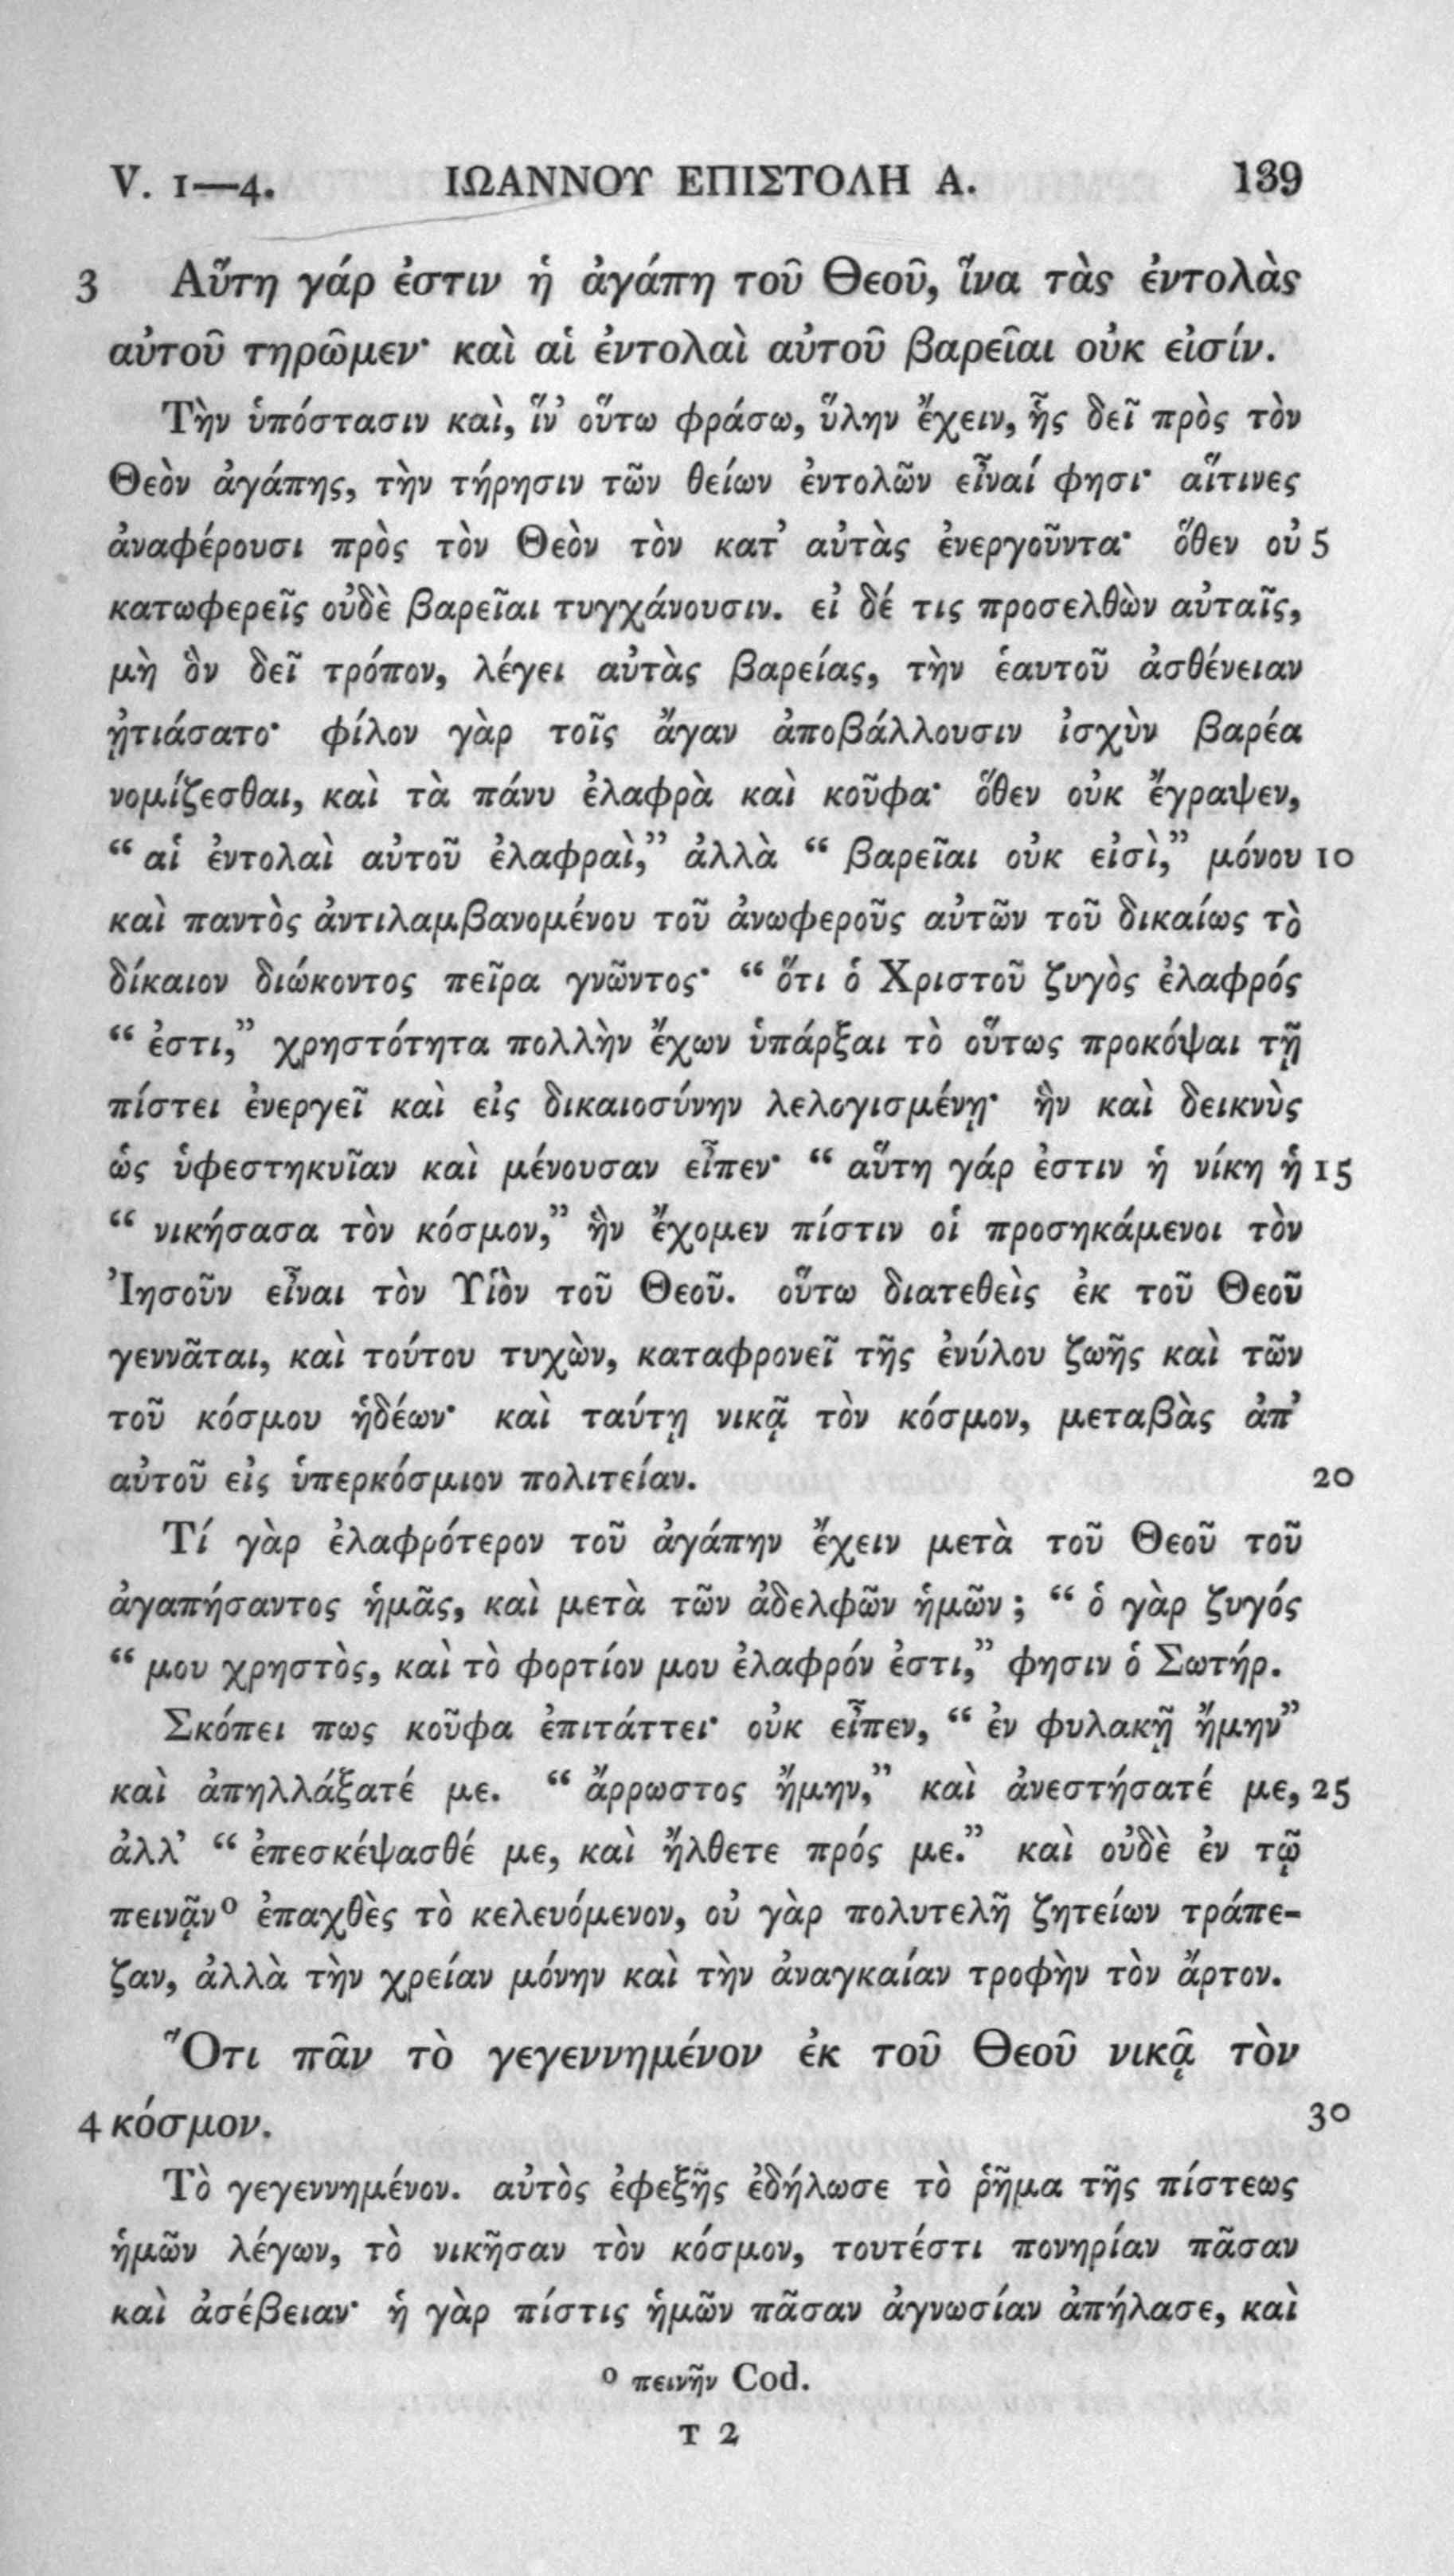 V. 1—4. ΙΩΑΝΝΟΥ ΕΠΙΣΤΟΛΗ Α. 139
3 Αὕτη γάρ ἐστιν ἡ ἀγάπη τοῦ Θεοῦ, ἵνα τὰς ἐντολὰς
αὐτοῦ τηρῶμεν· καὶ αἱ ἐντολαὶ αὐτοῦ βαρεῖαι οὐκ εἰσίν.
Τὴν ὑπόστασιν καὶ, ἵν’ οὕτω φράσω, ὕλην ἔχειν, ἧς δεῖ πρὸς τὸν
Θεὸν ἀγάπης, τὴν τήρησιν τῶν θείων ἐντολῶν εἶναί φησι· αἵτινες
ἀναφέρουσι πρὸς τὸν Θεὸν τὸν κατ’ αὐτὰς ἐνεργοῦντα· ὅθεν οὐ 5
κατωφερεῖς οὐδὲ βαρεῖαι τυγχάνουσιν. εἰ δέ τις προσελθὼν αὐταῖς,
μὴ ὃν δεῖ τρόπον, λέγει αὐτὰς βαρείας, τὴν ἑαυτοῦ ἀσθένειαν
ᾐτιάσατο· φίλον γὰρ τοῖς ἄγαν ἀποβάλλουσιν ἰσχὺν βαρέα
νομίζεσθαι, καὶ τὰ πάνυ ἐλαφρὰ καὶ κοῦφα· ὅθεν οὐκ ἔγραψεν,
“ αἱ ἐντολαὶ αὐτοῦ ἐλαφραὶ,” ἀλλὰ “ βαρεῖαι οὐκ εἰσὶ,” μόνου 10
καὶ παντὸς ἀντιλαμβανομένου τοῦ ἀνωφεροῦς αὐτῶν τοῦ δικαίως τὸ
δίκαιον διώκοντος πεῖρα γνῶντος· “ ὅτι ὁ Χριστοῦ ζυγὸς ἐλαφρός
“ ἐστι,” χρηστότητα πολλὴν ἔχων ὑπάρξαι τὸ οὕτως προκόψαι τῇ
πίστει ἐνεργεῖ καὶ εἰς δικαιοσύνην λελογισμένῃ· ἣν καὶ δεικνὺς
ὡς ὑφεστηκυῖαν καὶ μένουσαν εἶπεν· “ αὕτη γάρ ἐστιν ἡ νίκη ἡ 15
“ νικήσασα τὸν κόσμον,” ἣν ἔχομεν πίστιν οἱ προσηκάμενοι τὸν
Ἰησοῦν εἶναι τὸν Υἱὸν τοῦ Θεοῦ. οὕτω διατεθεὶς ἐκ τοῦ Θεοῦ
γεννᾶται, καὶ τούτου τυχὼν, καταφρονεῖ τῆς ἐνύλου ζωῆς καὶ τῶν
τοῦ κόσμου ἡδέων· καὶ ταύτῃ νικᾷ τὸν κόσμον, μεταβὰς ἀπ’
αὐτοῦ εἰς ὑπερκόσμιον πολιτείαν. 20
Τί γὰρ ἐλαφρότερον τοῦ ἀγάπην ἔχειν μετὰ τοῦ Θεοῦ τοῦ
ἀγαπήσαντος ἡμᾶς, καὶ μετὰ τῶν ἀδελφῶν ἡμῶν ; “ ὁ γὰρ ζυγός
“ μου χρηστὸς, καὶ τὸ φορτίον μου ἐλαφρόν ἐστι,” φησιν ὁ Σωτήρ.
Σκόπει πως κοῦφα ἐπιτάττει· οὐκ εἶπεν, “ ἐν φυλακῇ ἤμην”
καὶ ἀπηλλάξατέ με. “ ἄρρωστος ἤμην,” καὶ ἀνεστήσατέ με, 25
ἀλλ’ “ ἐπεσκέψασθέ με, καὶ ἤλθετε πρός με.” καὶ οὐδὲ ἐν τῷ
πεινᾷν⁰ ἐπαχθὲς τὸ κελευόμενον, οὐ γὰρ πολυτελῆ ζητείων τράπε-
ζαν, ἀλλὰ τὴν χρείαν μόνην καὶ τὴν ἀναγκαίαν τροφὴν τὸν ἄρτον.
Ὅτι πᾶν τὸ γεγεννημένον ἐκ τοῦ Θεοῦ νικᾷ τὸν
4 κόσμον. 30
Τὸ γεγεννημένον. αὐτὸς ἐφεξῆς ἐδήλωσε τὸ ῥῆμα τῆς πίστεως
ἡμῶν λέγων, τὸ νικῆσαν τὸν κόσμον, τουτέστι πονηρίαν πᾶσαν
καὶ ἀσέβειαν· ἡ γὰρ πίστις ἡμῶν πᾶσαν ἀγνωσίαν ἀπήλασε, καὶ
⁰ πεινῆν Cod.
T 2